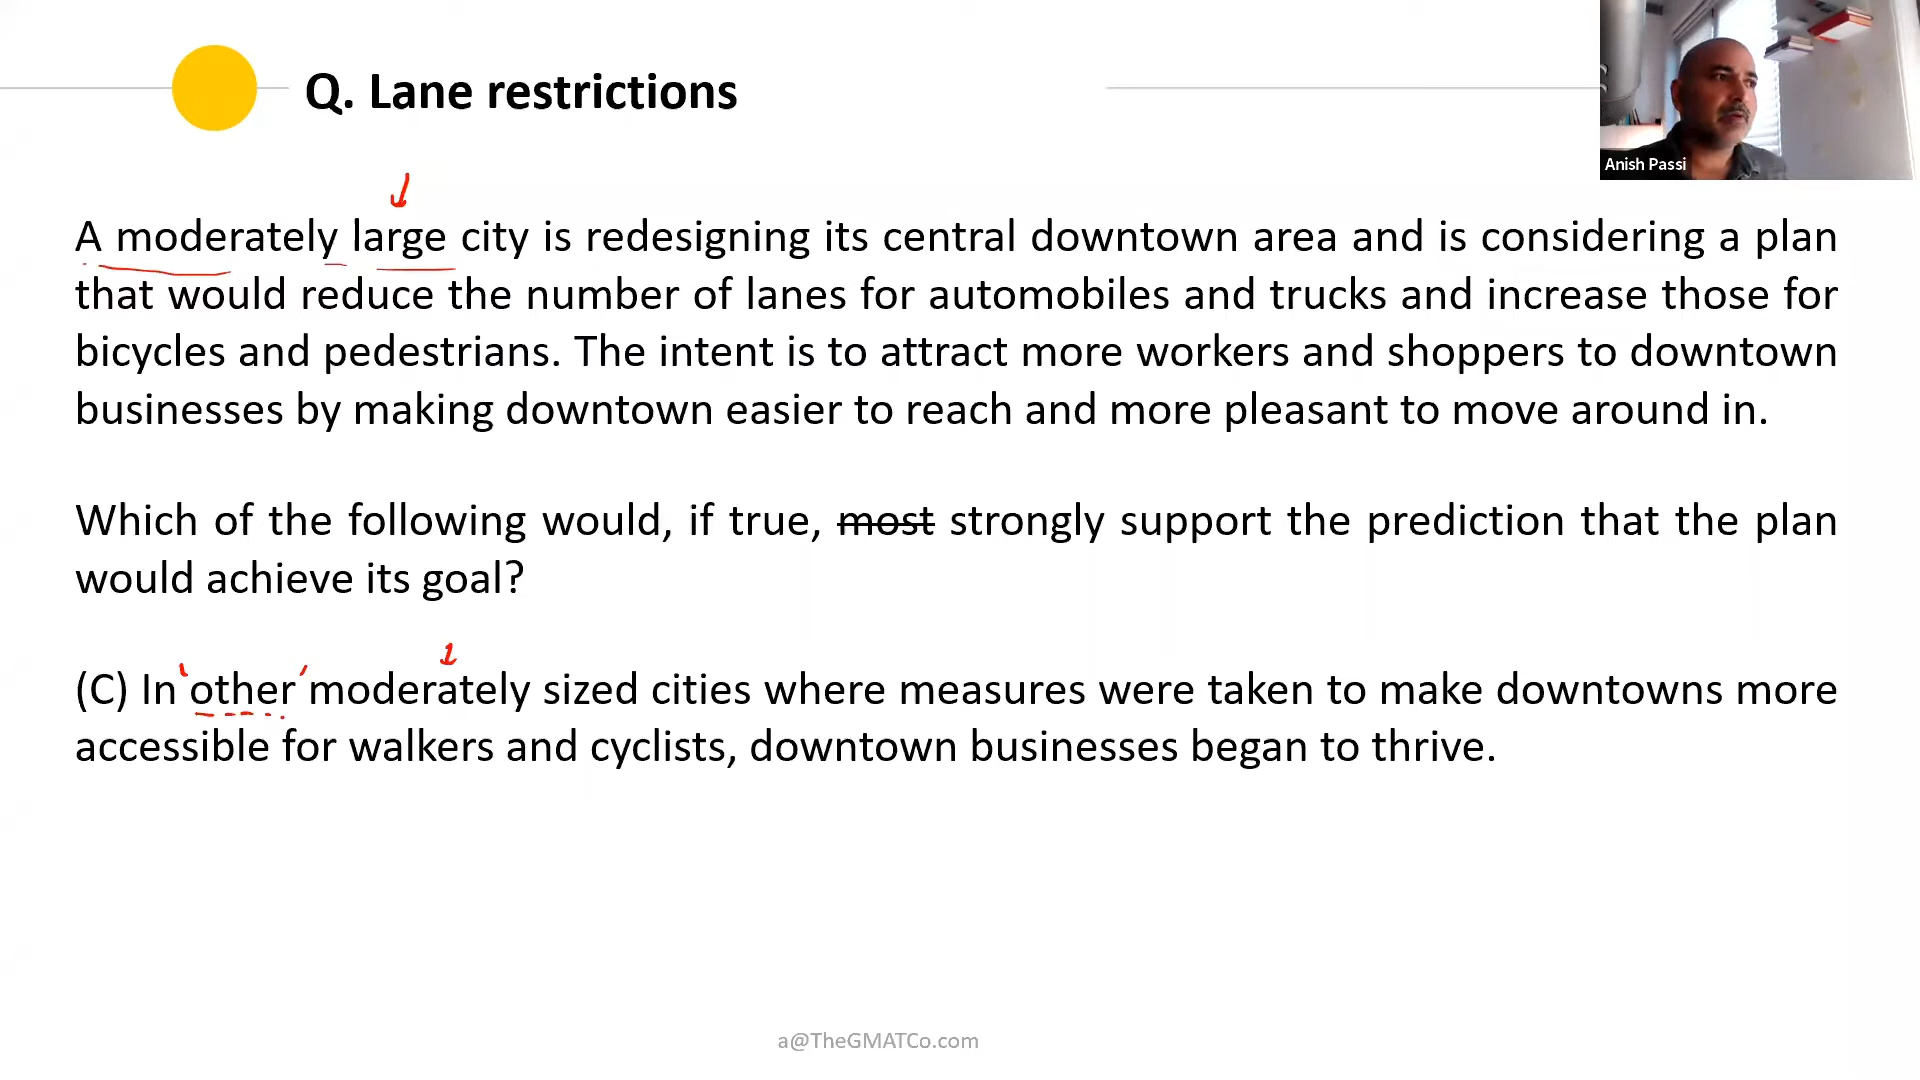 Q. Lane restrictions
Anish Passi
A moderately large city is redesigning its central downtown area and is considering a plan
that would reduce the number of lanes for automobiles and trucks and increase those for
bicycles and pedestrians. The intent is to attract more workers and shoppers to downtown
businesses by making downtown easier to reach and more pleasant to move around in.
Which of the following would, if true, most strongly support the prediction that the plan
would achieve its goal?
(C) In 'other' moderately sized cities where measures were taken to make downtowns more
accessible for walkers and cyclists, downtown businesses began to thrive.
a@TheGMATCo.com